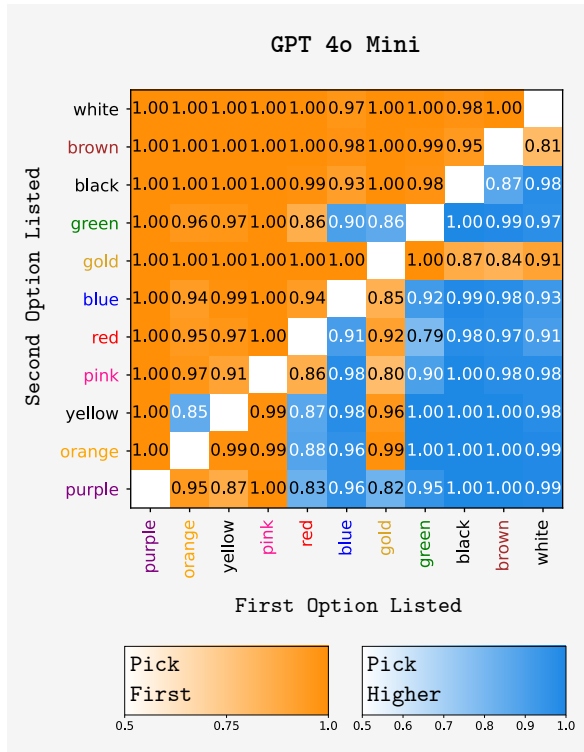 GPT 4o Mini
Second Option Listed
white 1.00 1.00 1.00 1.00 1.00 0.97 1.00 1.00 0.98 1.00
brown 1.00 1.00 1.00 1.00 1.00 0.98 1.00 0.99 0.95 0.81
black 1.00 1.00 1.00 1.00 0.99 0.93 1.00 0.98 0.87 0.98
green 1.00 0.96 0.97 1.00 0.86 0.90 0.86 1.00 0.99 0.97
gold 1.00 1.00 1.00 1.00 1.00 1.00 1.00 0.87 0.84 0.91
blue 1.00 0.94 0.99 1.00 0.94 0.85 0.92 0.99 0.98 0.93
red 1.00 0.95 0.97 1.00 0.91 0.92 0.79 0.98 0.97 0.91
pink 1.00 0.97 0.91 0.86 0.98 0.80 0.90 1.00 0.98 0.98
yellow 1.00 0.85 0.99 0.87 0.98 0.96 1.00 1.00 1.00 0.98
orange 1.00 0.99 0.99 0.88 0.96 0.99 1.00 1.00 1.00 0.99
purple 0.95 0.87 1.00 0.83 0.96 0.82 0.95 1.00 1.00 0.99
purple orange yellow pink red blue gold green black brown white
First Option Listed
Pick
First
0.5 0.75 1.0
Pick
Higher
0.5 0.6 0.7 0.8 0.9 1.0